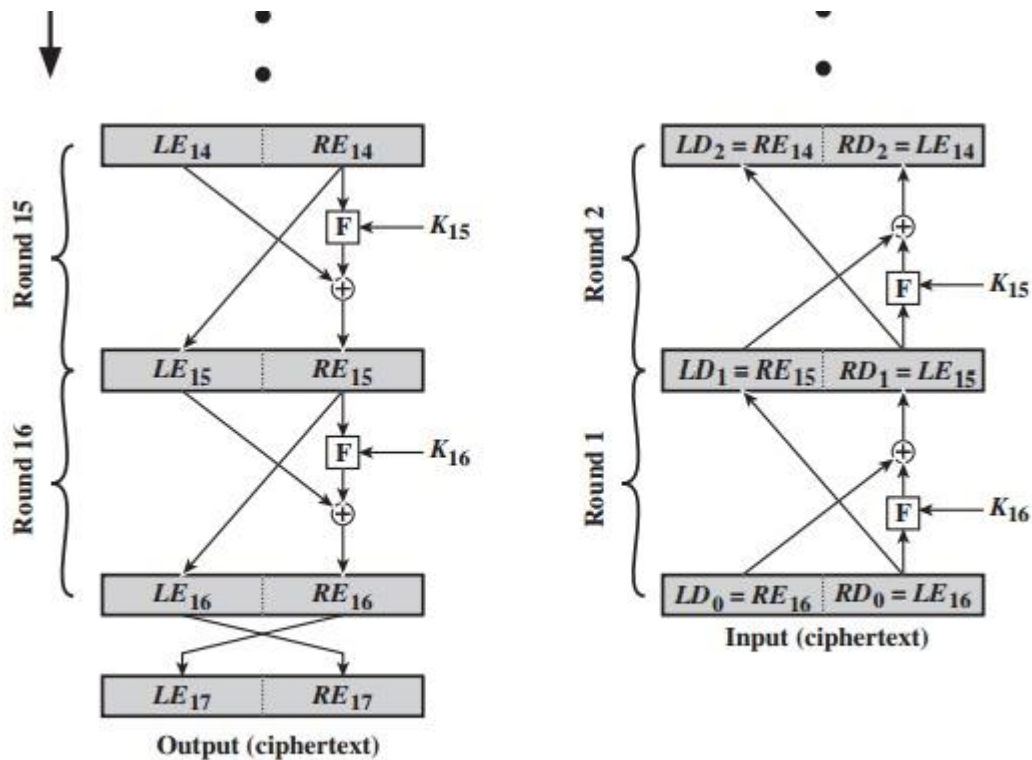 LE14 RE14
Round 15
F K15
+
LE15 RE15
Round 16
F K16
+
LE16 RE16
LE17 RE17
Output (ciphertext)
LD2 = RE14 RD2 = LE14
Round 2
+
F K15
LD1 = RE15 RD1 = LE15
Round 1
+
F K16
LD0 = RE16 RD0 = LE16
Input (ciphertext)